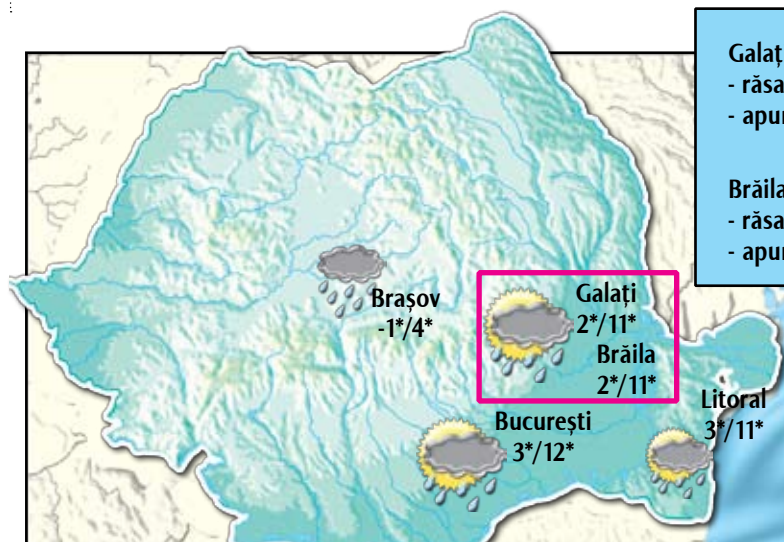 Galaț
- răsa
- apu
Brăila
- răsa
- apu
Brașov
-1*/4*
Galați
2*/11*
Brăila
2*/11*
București
3*/12*
Litoral
3*/11*